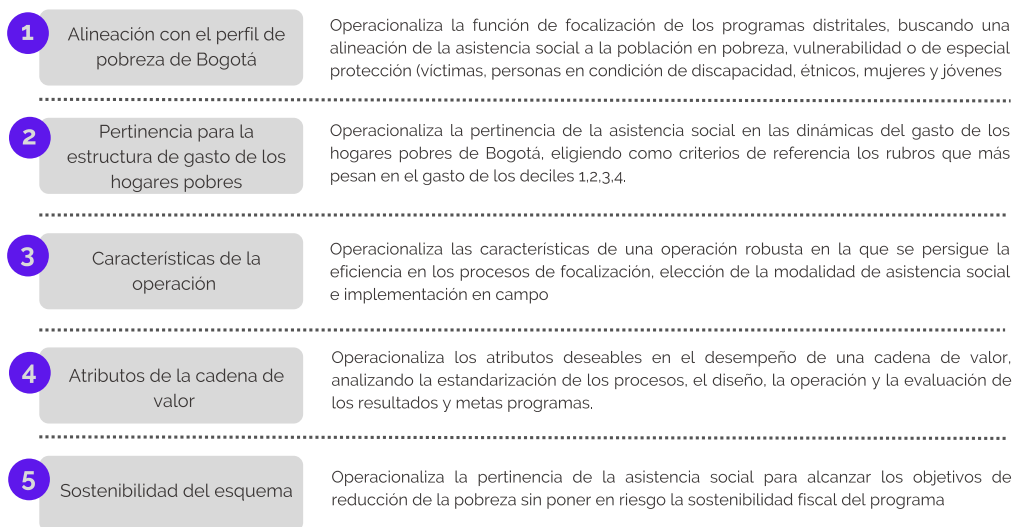 1
Alineación con el perfil de
pobreza de Bogotá
Operacionaliza la función de focalización de los programas distritales, buscando una
alineación de la asistencia social a la población en pobreza, vulnerabilidad o de especial
protección (víctimas, personas en condición de discapacidad, étnicos, mujeres y jóvenes
2
Pertinencia para la
estructura de gasto de los
hogares pobres
Operacionaliza la pertinencia de la asistencia social en las dinámicas del gasto de los
hogares pobres de Bogotá, eligiendo como criterios de referencia los rubros que más
pesan en el gasto de los deciles 1,2,3,4.
3
Características de la
operación
Operacionaliza las características de una operación robusta en la que se persigue la
eficiencia en los procesos de focalización, elección de la modalidad de asistencia social
e implementación en campo
4
Atributos de la cadena de
valor
Operacionaliza los atributos deseables en el desempeño de una cadena de valor,
analizando la estandarización de los procesos, el diseño, la operación y la evaluación de
los resultados y metas programas.
5
Sostenibilidad del esquema
Operacionaliza la pertinencia de la asistencia social para alcanzar los objetivos de
reducción de la pobreza sin poner en riesgo la sostenibilidad fiscal del programa